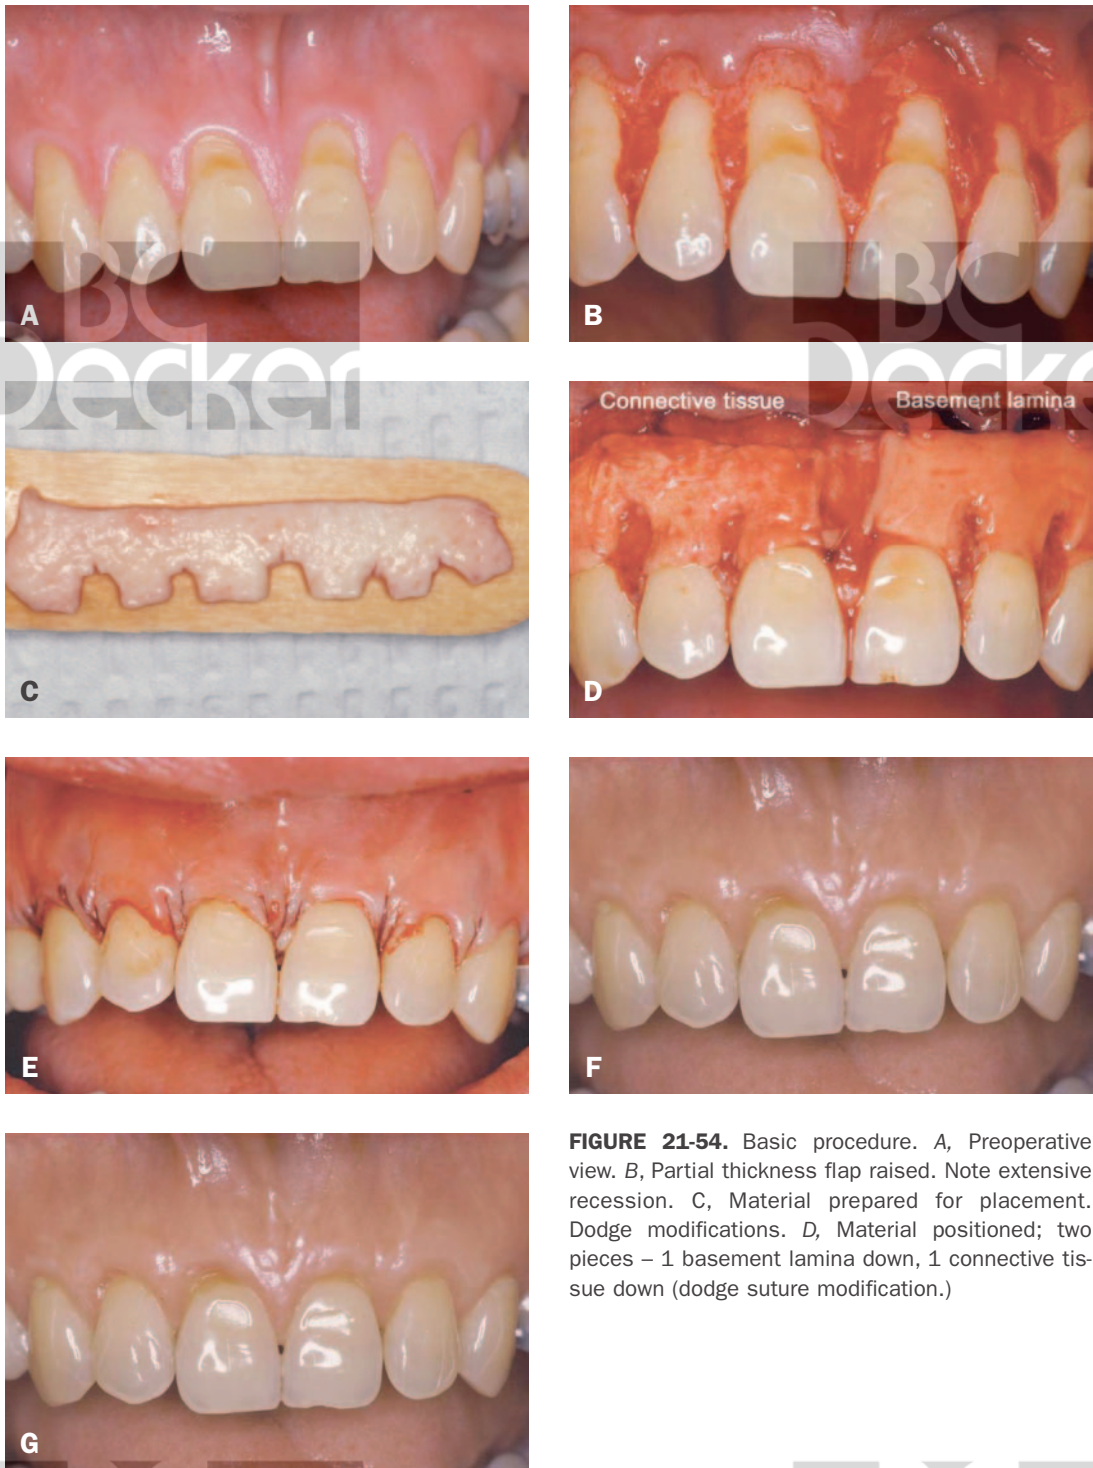 A
B
BC
Decker
BC
Decker
C
Connective tissue
Basement lamina
D
E
F
G
FIGURE 21-54. Basic procedure. A, Preoperative
view. B, Partial thickness flap raised. Note extensive
recession. C, Material prepared for placement.
Dodge modifications. D, Material positioned; two
pieces – 1 basement lamina down, 1 connective tis-
sue down (dodge suture modification.)